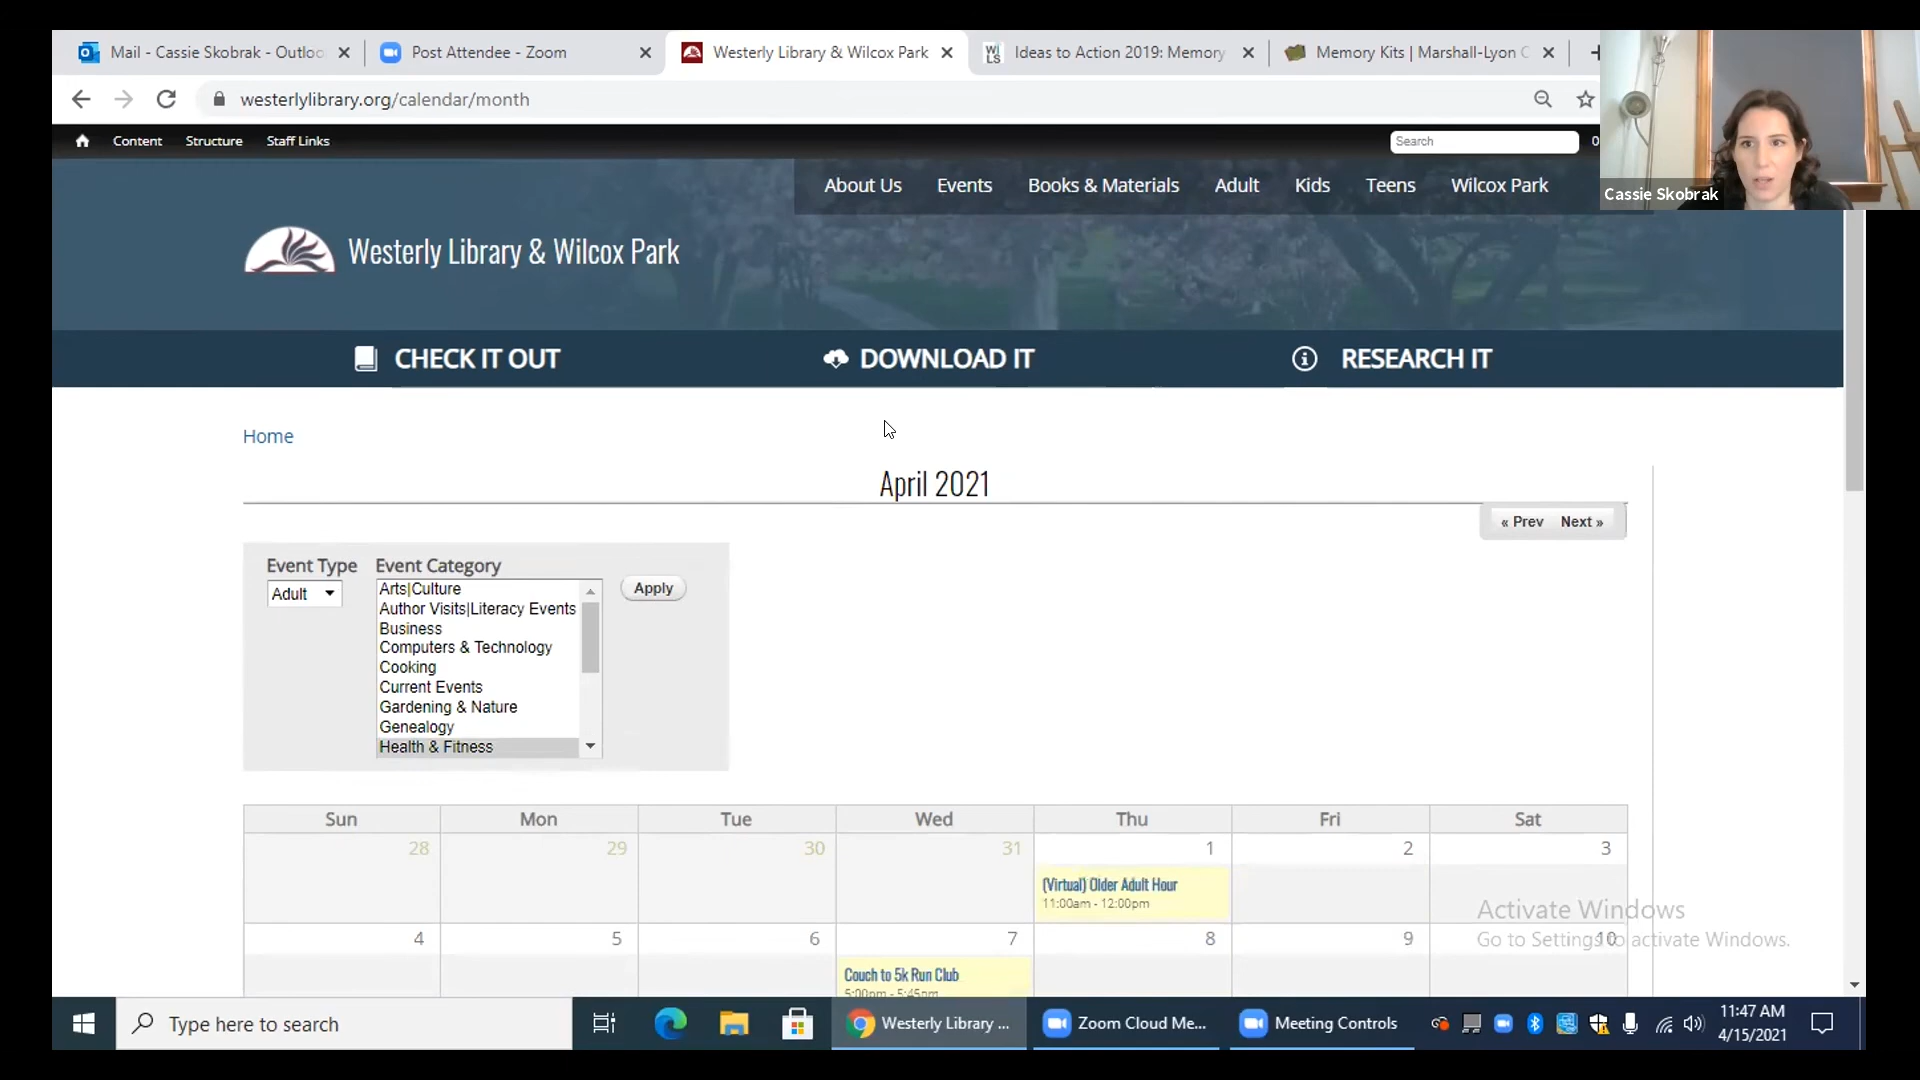 Mail - Cassie Skobrak - Outloo
Post Attendee - Zoom
Westerly Library & Wilcox Park
Ideas to Action 2019: Memory
Memory Kits | Marshall-Lyon C
westerlylibrary.org/calendar/month
Content Structure Staff Links
Search
0
Cassie Skobrak
About Us Events Books & Materials Adult Kids Teens Wilcox Park
Westerly Library & Wilcox Park
CHECK IT OUT DOWNLOAD IT RESEARCH IT
Home
April 2021
« Prev Next »
Event Type Event Category
Adult
Arts|Culture
Author Visits|Literacy Events
Business
Computers & Technology
Cooking
Current Events
Gardening & Nature
Genealogy
Health & Fitness
Apply
Sun Mon Tue Wed Thu Fri Sat
28 29 30 31 1 2 3
(Virtual) Older Adult Hour
11:00am - 12:00pm
4 5 6 7 8 9 10
Couch to 5k Run Club
5:00pm - 5:45pm
Activate Windows
Go to Settings to activate Windows.
Type here to search
Westerly Library ...
Zoom Cloud Me...
Meeting Controls
11:47 AM
4/15/2021